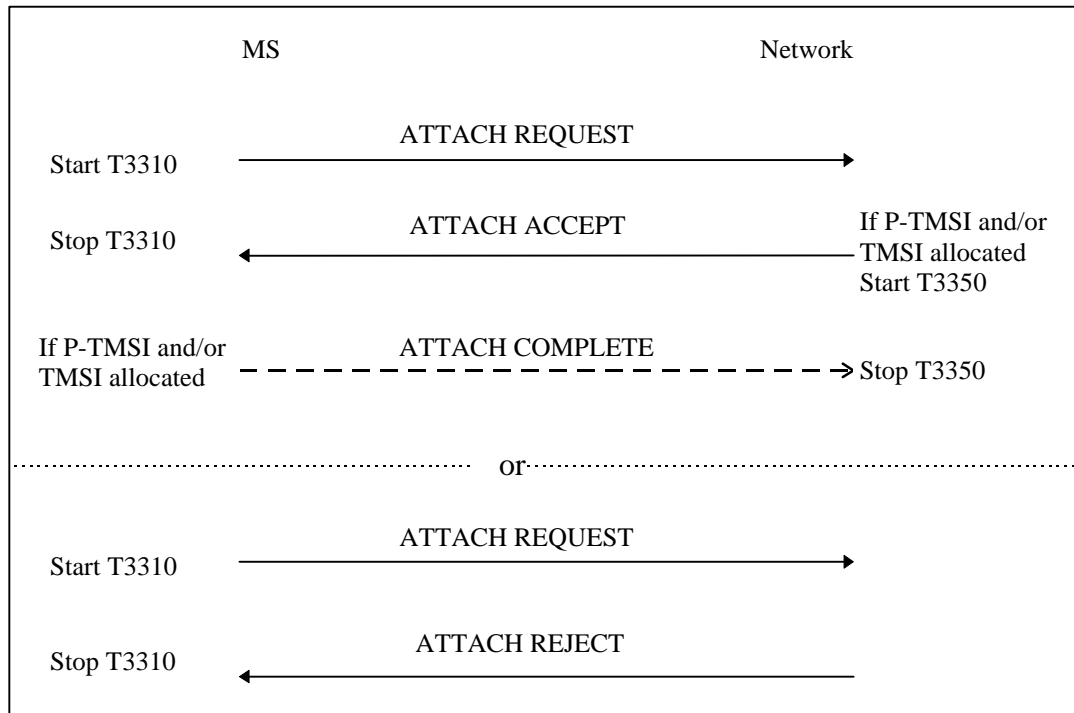 MS Network
ATTACH REQUEST
Start T3310
ATTACH ACCEPT
Stop T3310
If P-TMSI and/or
TMSI allocated
Start T3350
If P-TMSI and/or
TMSI allocated
ATTACH COMPLETE
Stop T3350
or
ATTACH REQUEST
Start T3310
ATTACH REJECT
Stop T3310